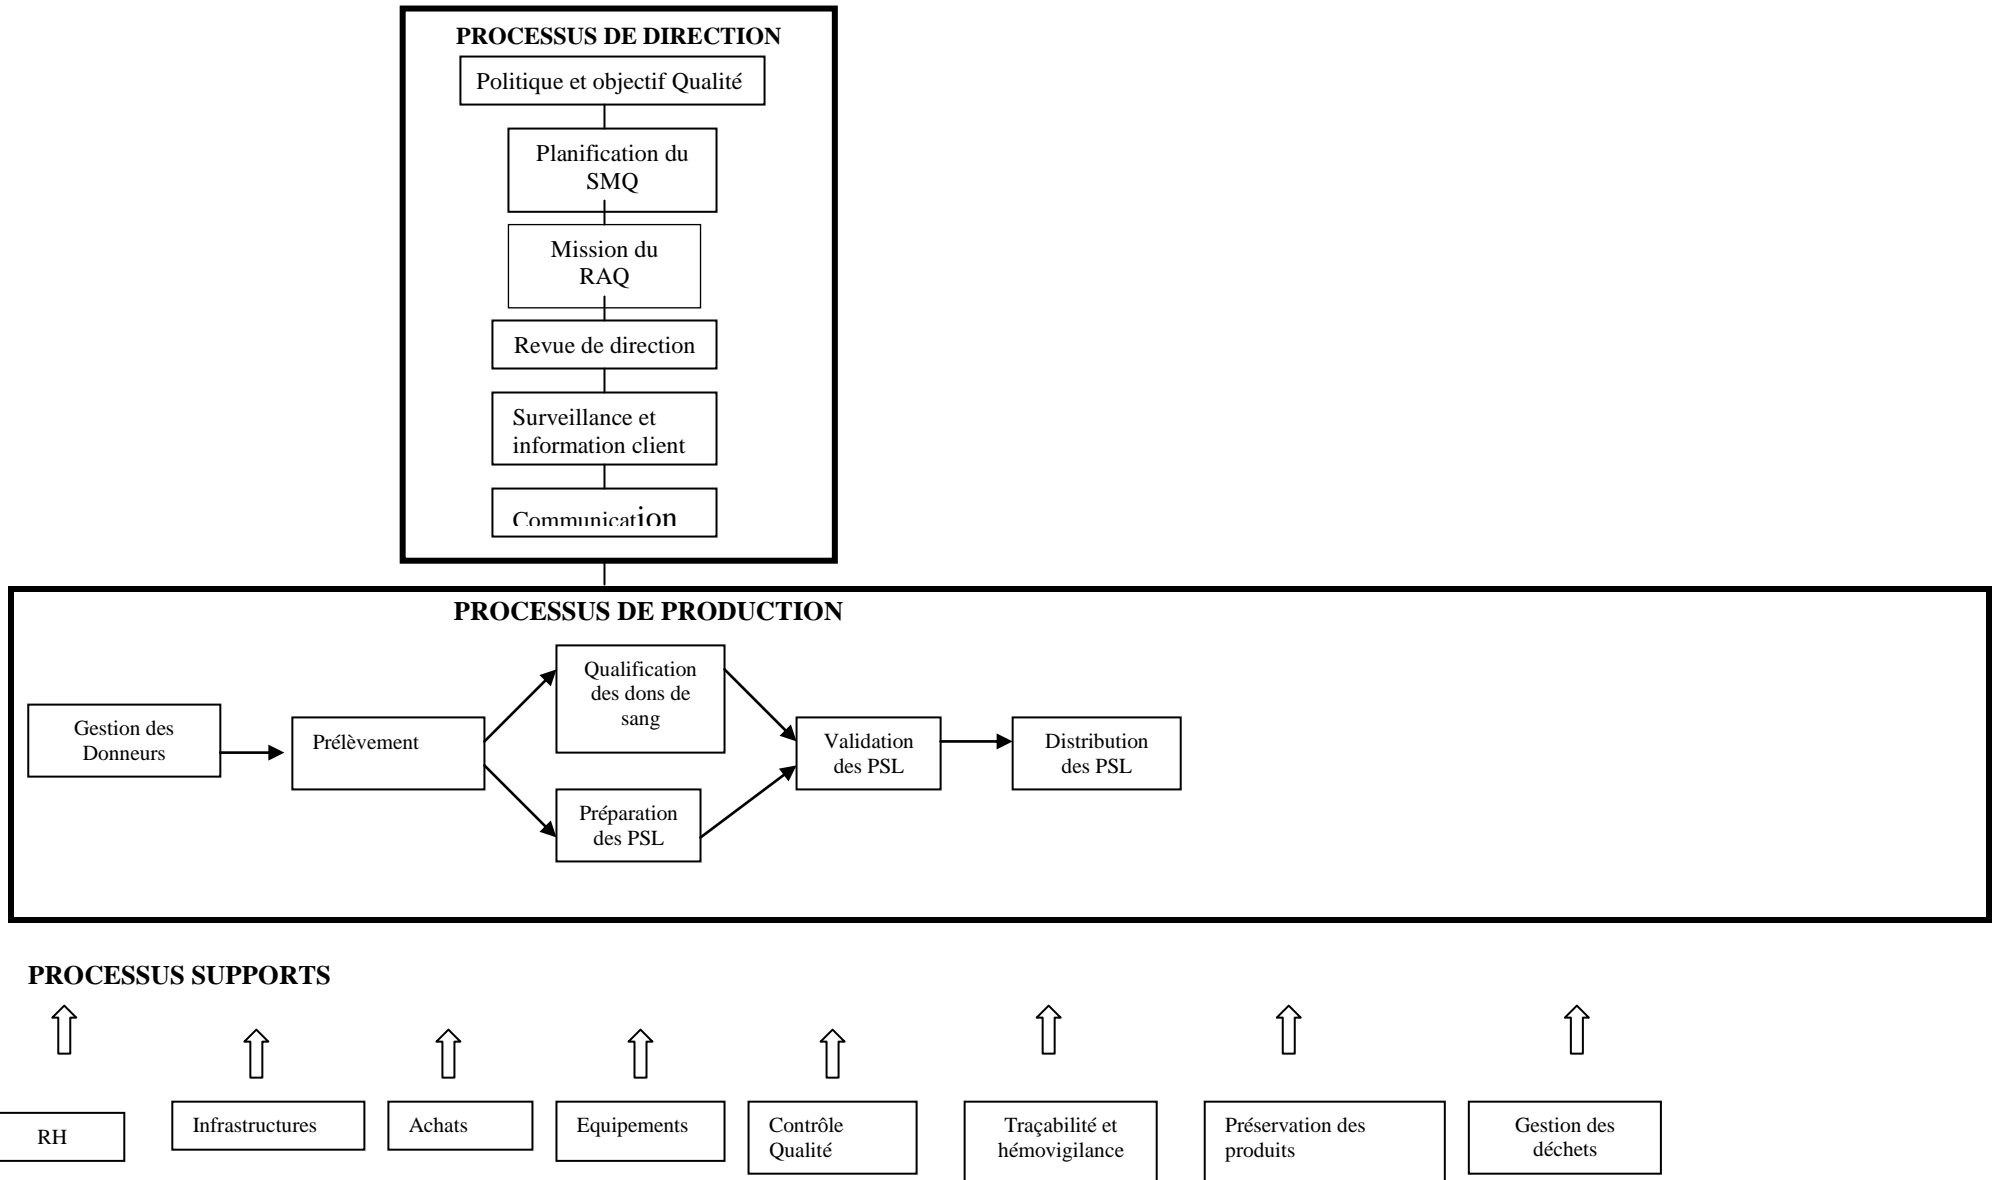 PROCESSUS DE DIRECTION
Politique et objectif Qualité
Planification du
SMQ
Mission du
RAQ
Revue de direction
Surveillance et
information client
Communication
PROCESSUS DE PRODUCTION
Gestion des
Donneurs
Prélèvement
Qualification
des dons de
sang
Préparation
des PSL
Validation
des PSL
Distribution
des PSL
PROCESSUS SUPPORTS
RH
Infrastructures
Achats
Equipements
Contrôle
Qualité
Traçabilité et
hémovigilance
Préservation des
produits
Gestion des
déchets